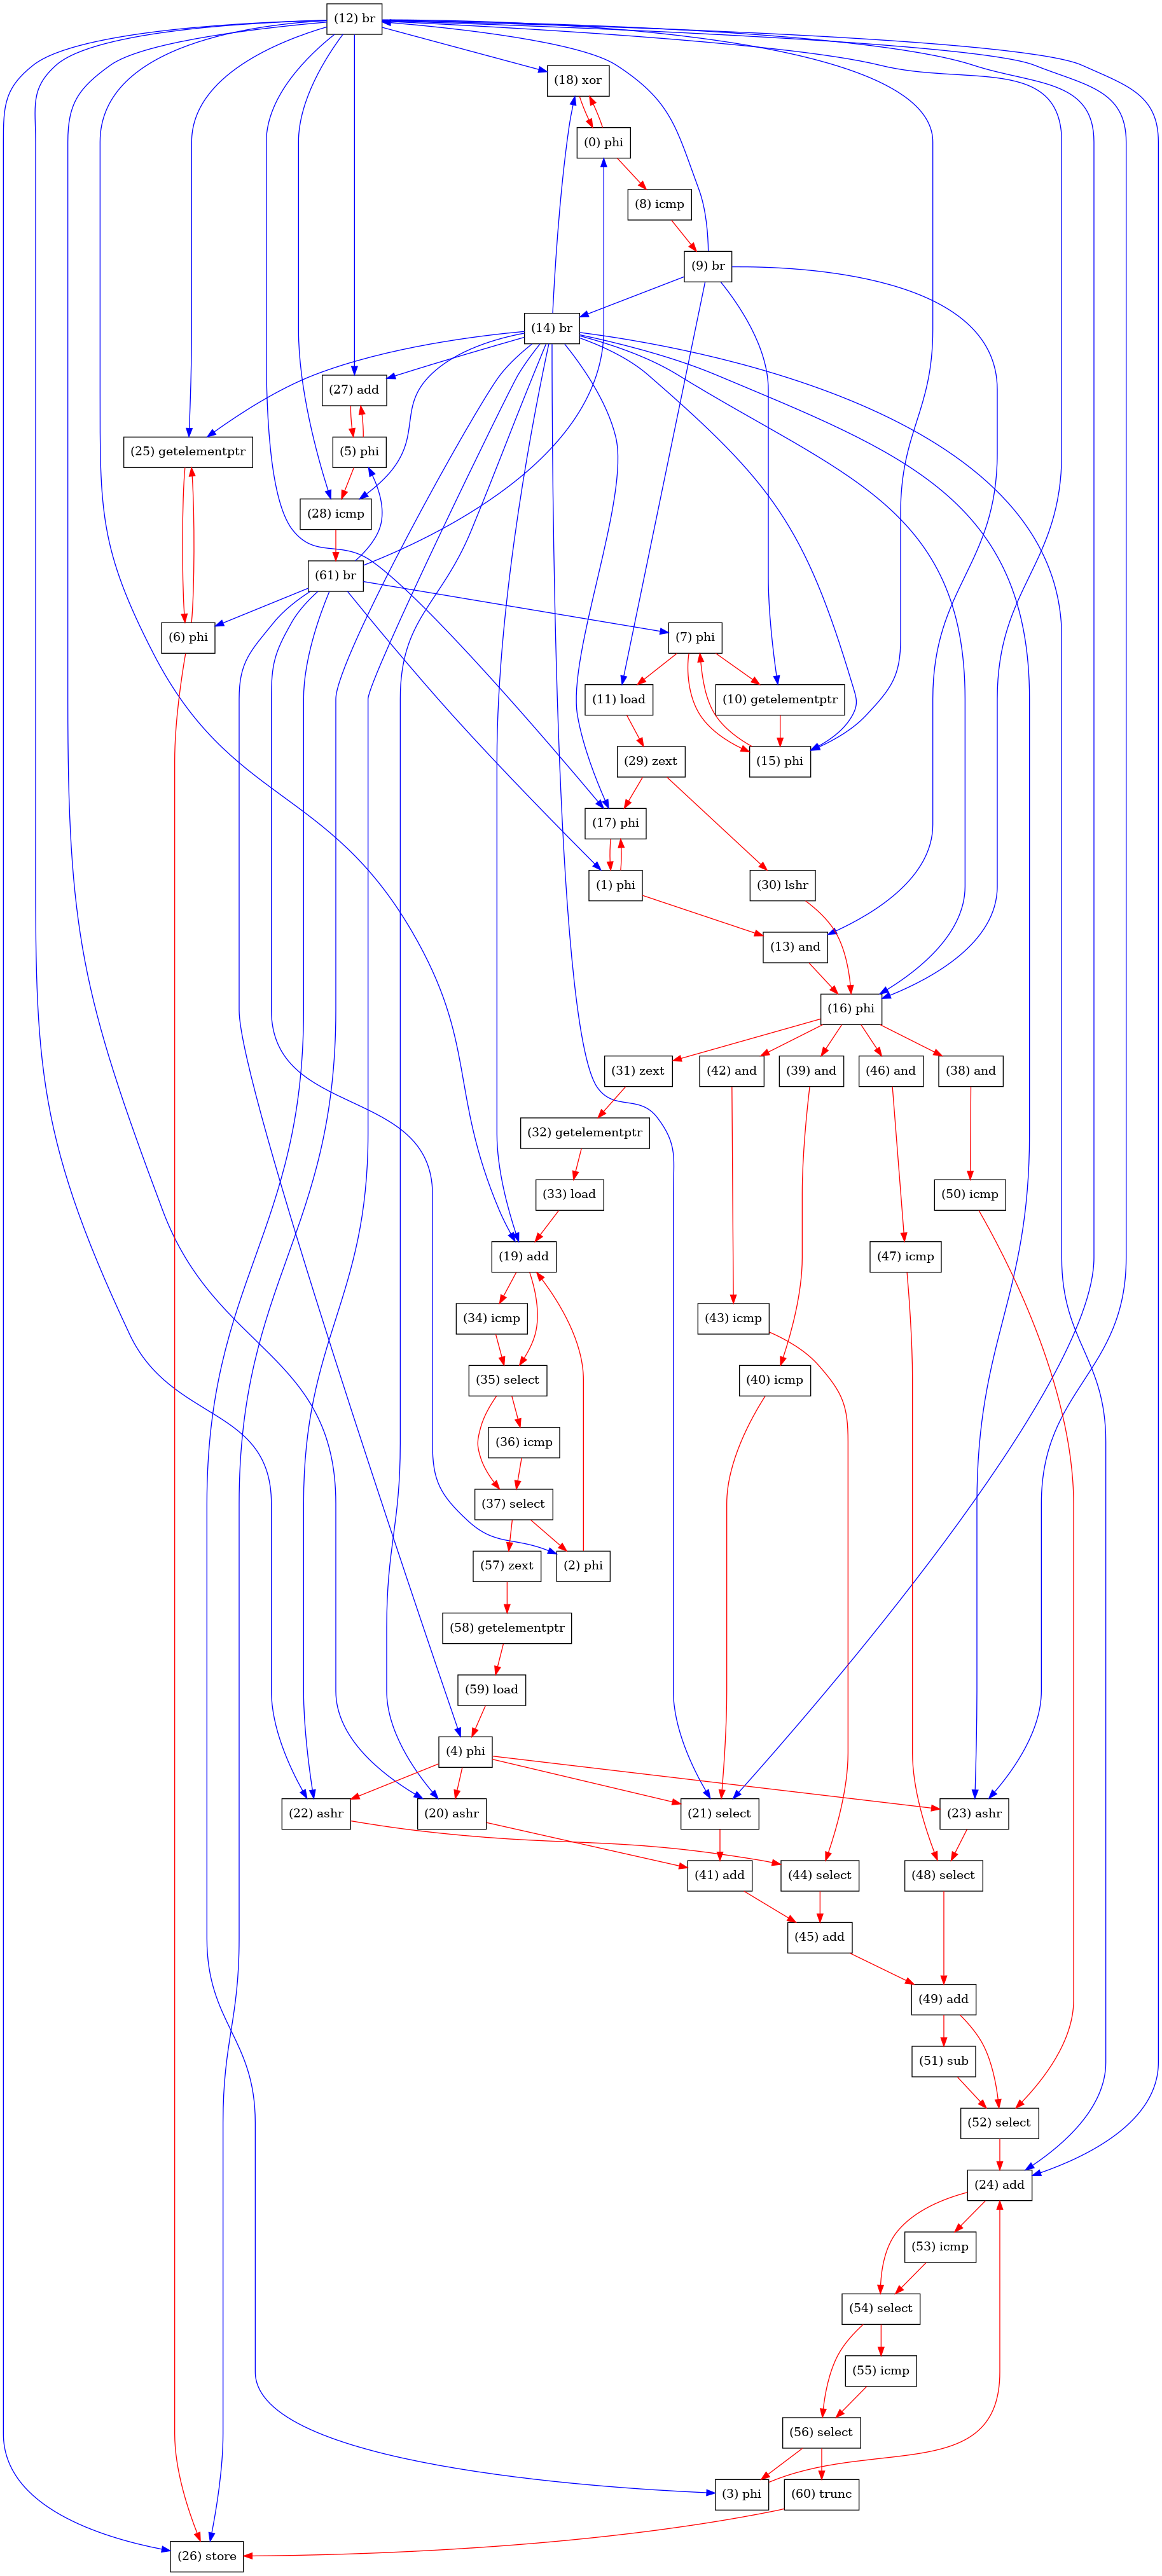 (12) br
(18) xor
(0) phi
(8) icmp
(9) br
(14) br
(27) add
(25) getelementptr
(5) phi
(28) icmp
(61) br
(6) phi
(7) phi
(11) load
(10) getelementptr
(29) zext
(15) phi
(17) phi
(1) phi
(30) lshr
(13) and
(16) phi
(31) zext
(42) and
(39) and
(46) and
(38) and
(32) getelementptr
(33) load
(50) icmp
(19) add
(47) icmp
(34) icmp
(43) icmp
(35) select
(40) icmp
(36) icmp
(37) select
(57) zext
(2) phi
(58) getelementptr
(59) load
(4) phi
(22) ashr
(20) ashr
(21) select
(23) ashr
(41) add
(44) select
(48) select
(45) add
(49) add
(51) sub
(52) select
(24) add
(53) icmp
(54) select
(55) icmp
(56) select
(3) phi
(60) trunc
(26) store